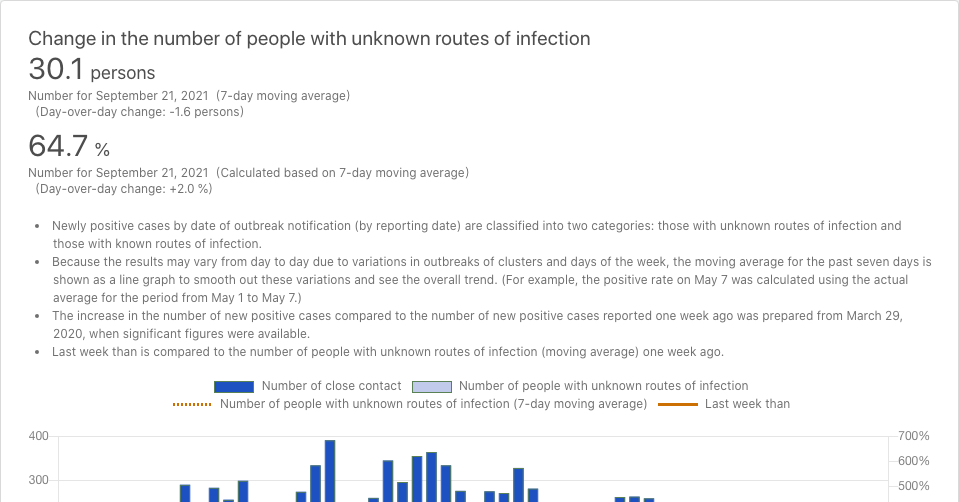 Change in the number of people with unknown routes of infection
30.1 persons
Number for September 21, 2021 (7-day moving average)
(Day-over-day change: -1.6 persons)
64.7 %
Number for September 21, 2021 (Calculated based on 7-day moving average)
(Day-over-day change: +2.0 %)
• Newly positive cases by date of outbreak notification (by reporting date) are classified into two categories: those with unknown routes of infection and
those with known routes of infection.
• Because the results may vary from day to day due to variations in outbreaks of clusters and days of the week, the moving average for the past seven days is
shown as a line graph to smooth out these variations and see the overall trend. (For example, the positive rate on May 7 was calculated using the actual
average for the period from May 1 to May 7.)
• The increase in the number of new positive cases compared to the number of new positive cases reported one week ago was prepared from March 29,
2020, when significant figures were available.
• Last week than is compared to the number of people with unknown routes of infection (moving average) one week ago.
Number of close contact Number of people with unknown routes of infection
Number of people with unknown routes of infection (7-day moving average) Last week than
400 700%
600%
300 500%